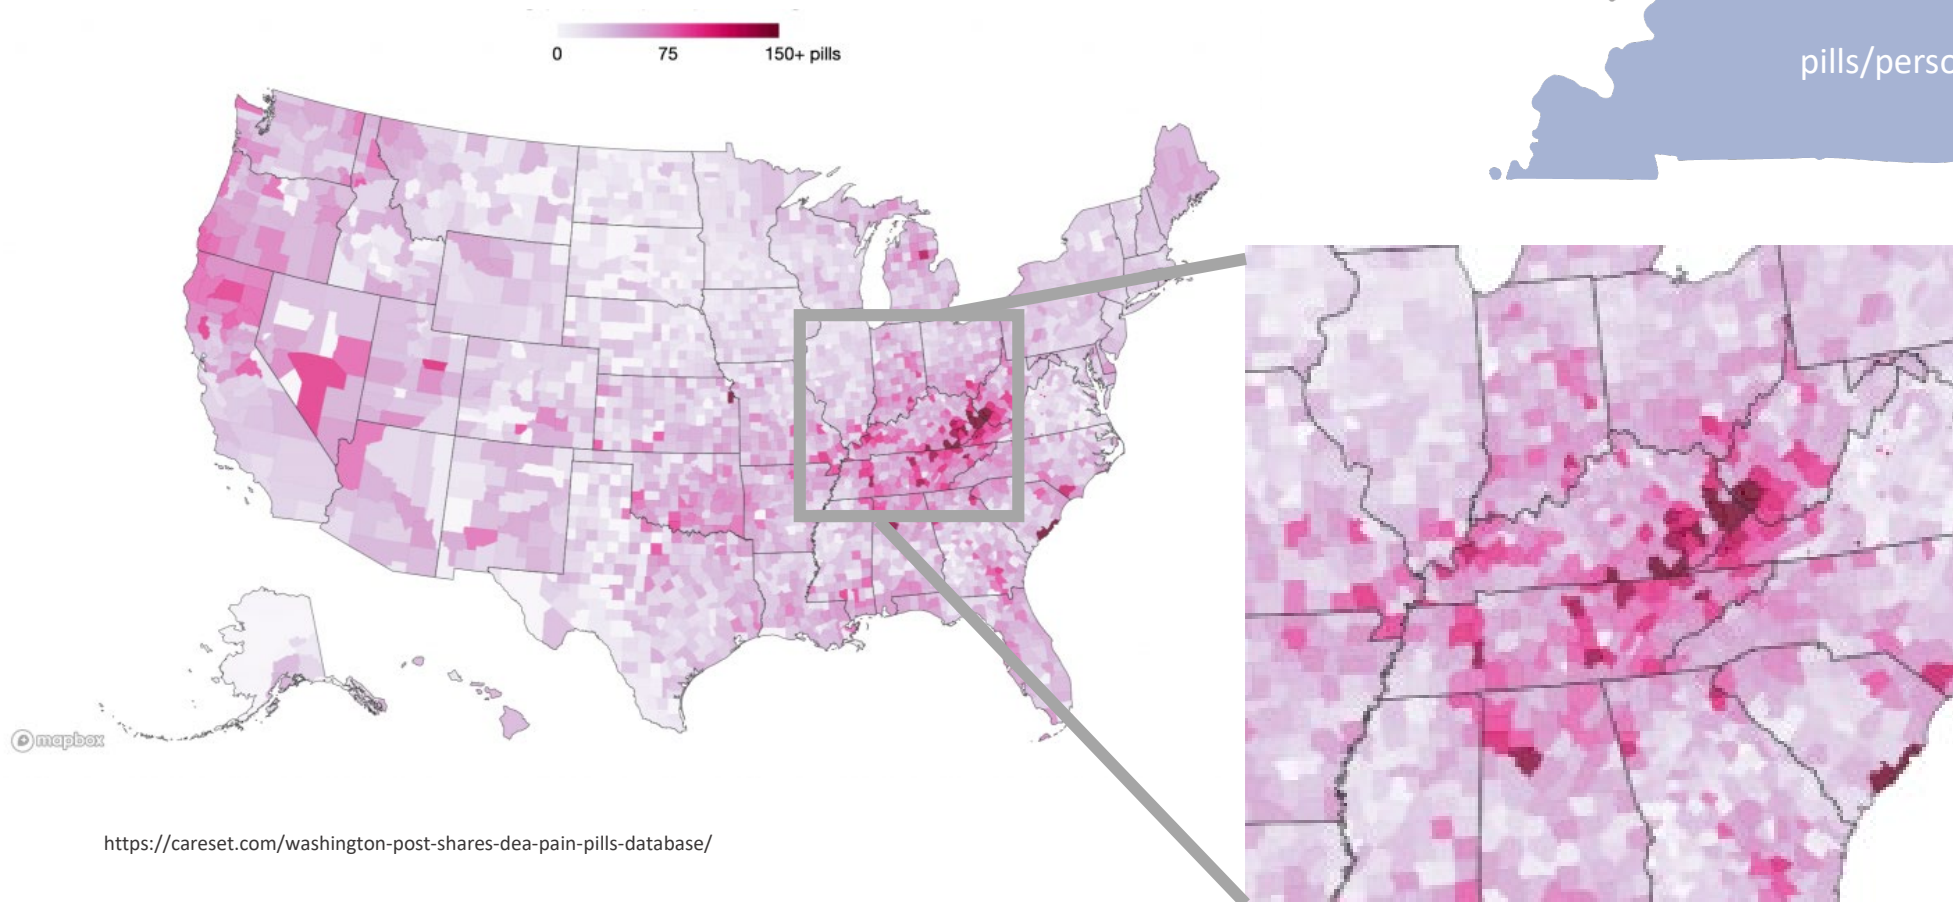 0 75 150+ pills
pills/perso
mapbox
https://careset.com/washington-post-shares-dea-pain-pills-database/